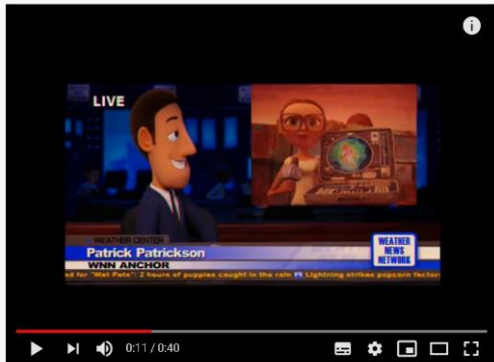 LIVE
WEATHER CENTER
Patrick Patrickson
WNN ANCHOR
WEATHER
NEWS
NETWORK
ed for "Wet Pets": 2 hours of puppies caught in the rain Lightning strikes popcorn factor
0:11 / 0:40